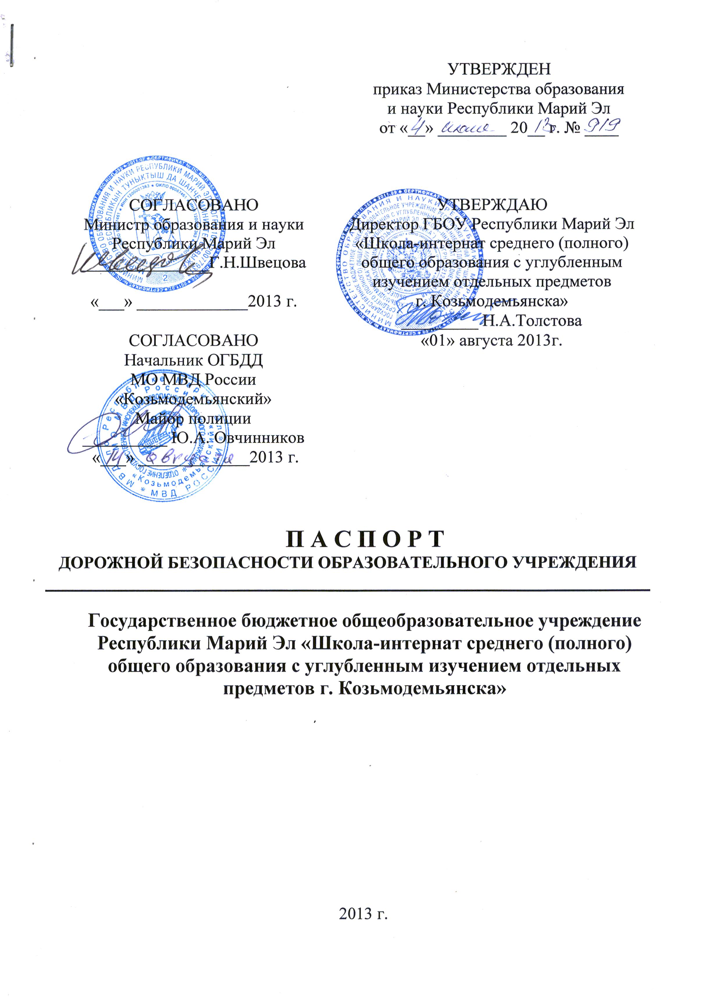 УТВЕРЖДЕН
приказ Министерства образования
и науки Республики Марий Эл
от «4» 2013г. № 919
СОГЛАСОВАНО
Министр образования и науки
Республики Марий Эл
Г.Н.Швецова
«___» _____________2013 г.
УТВЕРЖДАЮ
Директор ГБОУ Республики Марий Эл
«Школа-интернат среднего (полного)
общего образования с углубленным
изучением отдельных предметов
г. Козьмодемьянска»
_________ Н.А.Толстова
«01» августа 2013г.
СОГЛАСОВАНО
Начальник ОГБДД
МО МВД России
«Козьмодемьянский»
Майор полиции
__________ Ю.А. Овчинников
«14» августа 2013 г.
П А С П О Р Т
ДОРОЖНОЙ БЕЗОПАСНОСТИ ОБРАЗОВАТЕЛЬНОГО УЧРЕЖДЕНИЯ
Государственное бюджетное общеобразовательное учреждение
Республики Марий Эл «Школа-интернат среднего (полного)
общего образования с углубленным изучением отдельных
предметов г. Козьмодемьянска»
2013 г.